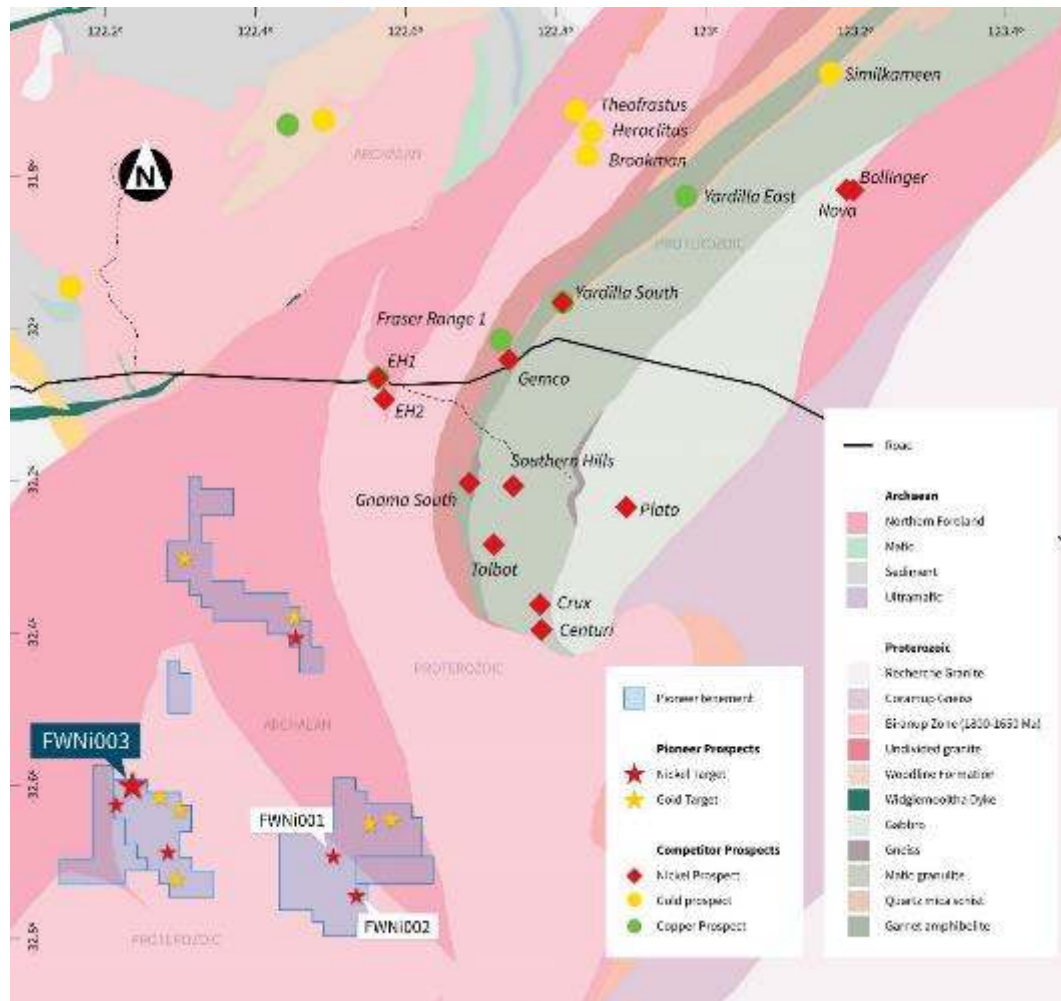 122.2°
122.4°
122.6°
122.8°
123°
123.2°
123.4°
31.8°
32°
32.2°
32.4°
32.6°
N
ARCHAEAN
Theofrastus
Heraclitus
Brookman
Similkameen
Yardilla East
Bollinger
Nova
PROTEROZOIC
Yardilla South
Fraser Range 1
EH1
EH2
Gemco
Southern Hills
Gnama South
Plato
Talbot
Crux
Centuri
PROTEROZOIC
ARCHAEAN
FWNi003
FWNi001
FWNi002
PROTEROZOIC
Pioneer tenement
Pioneer Prospects
Nickel Target
Gold Target
Competitor Prospects
Nickel Prospect
Gold prospect
Copper Prospect
Road
Archaean
Northern Foreland
Mafic
Sediment
Ultramafic
Proterozoic
Recherche Granite
Coramup Gneiss
Biranup Zone (1800-1650 Ma)
Undivided granite
Woodline Formation
Widgiemooltha Dyke
Gabbro
Gneiss
Mafic granulite
Quartz mica schist
Garnet amphibolite